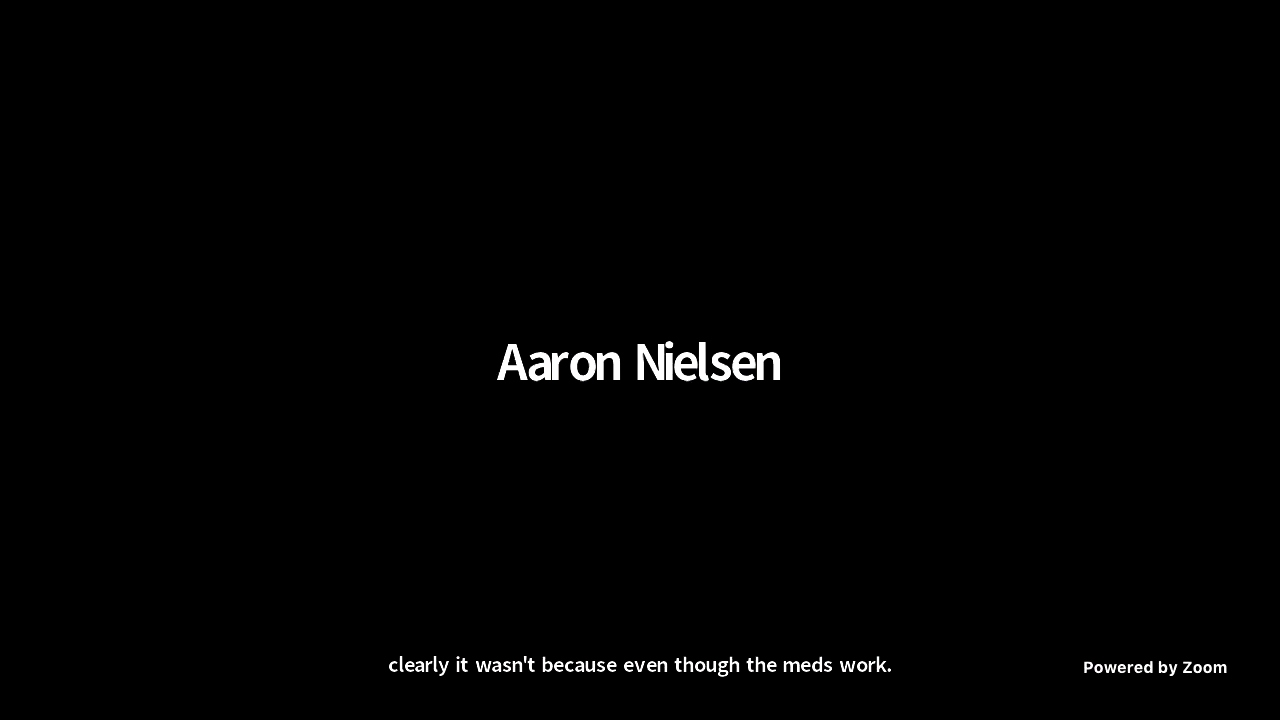 Aaron Nielsen
clearly it wasn't because even though the meds work.
Powered by Zoom